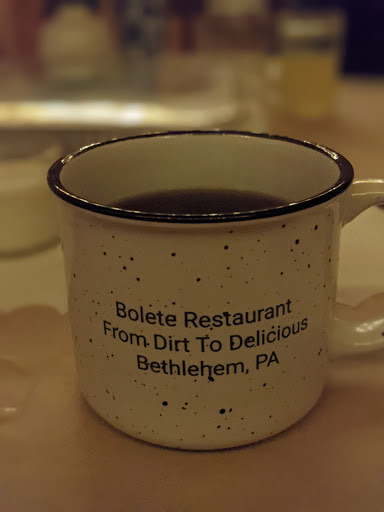 Bolete Restaurant
From Dirt To Delicious
Bethlehem, PA